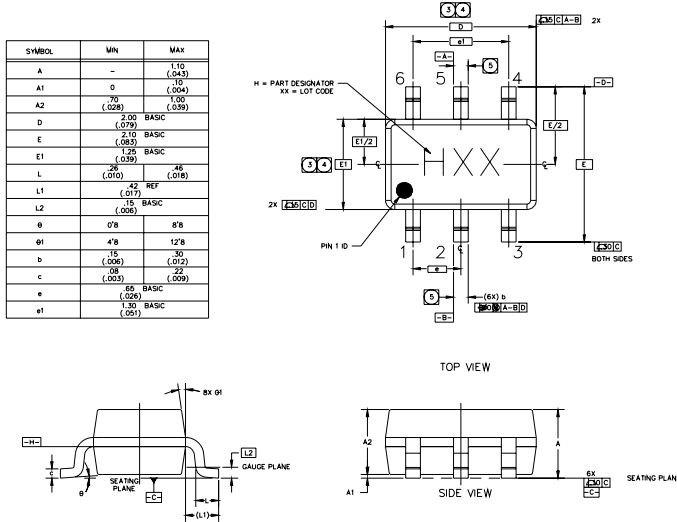 SYMBOL MIN MAX
A – 1.10 (.043)
A1 0 .10 (.004)
A2 .70 (.028) 1.00 (.039)
D 2.00 BASIC (.079)
E 2.10 BASIC (.083)
E1 1.25 BASIC (.039)
L .26 (.010) .46 (.018)
L1 .42 REF (.017)
L2 .15 BASIC (.006)
θ 0°8 8°8
θ1 4°8 12°8
b .15 (.006) .30 (.012)
c .08 (.003) .22 (.009)
e .65 BASIC (.026)
e1 1.30 BASIC (.051)
3 4
D
C A-B 2X
e1
-A-
5
6 5 4
-D-
H = PART DESIGNATOR
XX = LOT CODE
E/2
E1/2
3 4 E1
HXX
E
2X C D
PIN 1 ID
1 2 3
C
BOTH SIDES
e
5
(6X) b
A-B D
-B-
TOP VIEW
8X θ1
-H-
L2
GAUGE PLANE
c
θ
SEATING
PLANE
-C-
L
(L1)
A2
A
A1
SIDE VIEW
6X
C
-C-
SEATING PLAN